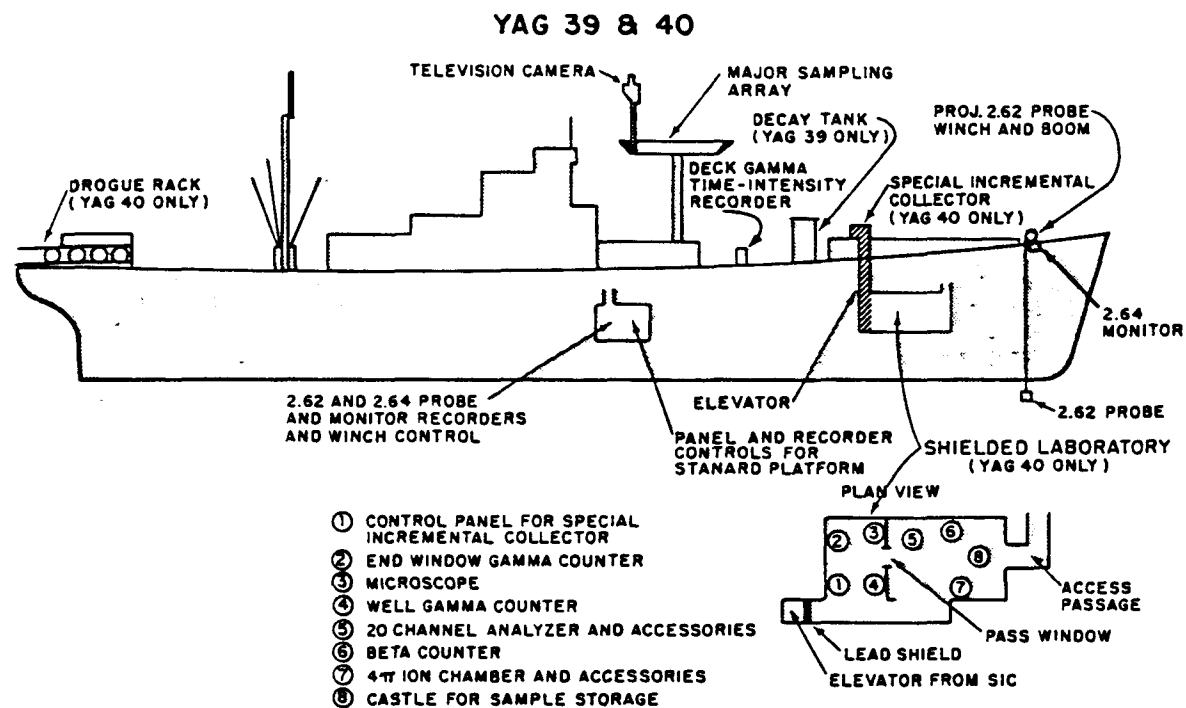 YAG 39 & 40
TELEVISION CAMERA
MAJOR SAMPLING
ARRAY
DECAY TANK
(YAG 39 ONLY)
PROJ. 2.62 PROBE
WINCH AND BOOM
DROGUE RACK
(YAG 40 ONLY)
DECK GAMMA
TIME-INTENSITY
RECORDER
SPECIAL INCREMENTAL
COLLECTOR
(YAG 40 ONLY)
2.64
MONITOR
2.62 AND 2.64 PROBE
AND MONITOR RECORDERS
AND WINCH CONTROL
PANEL AND RECORDER
CONTROLS FOR
STANARD PLATFORM
ELEVATOR
2.62 PROBE
SHIELDED LABORATORY
(YAG 40 ONLY)
PLAN VIEW
① CONTROL PANEL FOR SPECIAL
INCREMENTAL COLLECTOR
② END WINDOW GAMMA COUNTER
③ MICROSCOPE
④ WELL GAMMA COUNTER
⑤ 20 CHANNEL ANALYZER AND ACCESSORIES
⑥ BETA COUNTER
⑦ 4π ION CHAMBER AND ACCESSORIES
⑧ CASTLE FOR SAMPLE STORAGE
② ③ ⑤ ⑥
⑧
① ④ ⑦
ACCESS
PASSAGE
PASS WINDOW
LEAD SHIELD
ELEVATOR FROM SIC